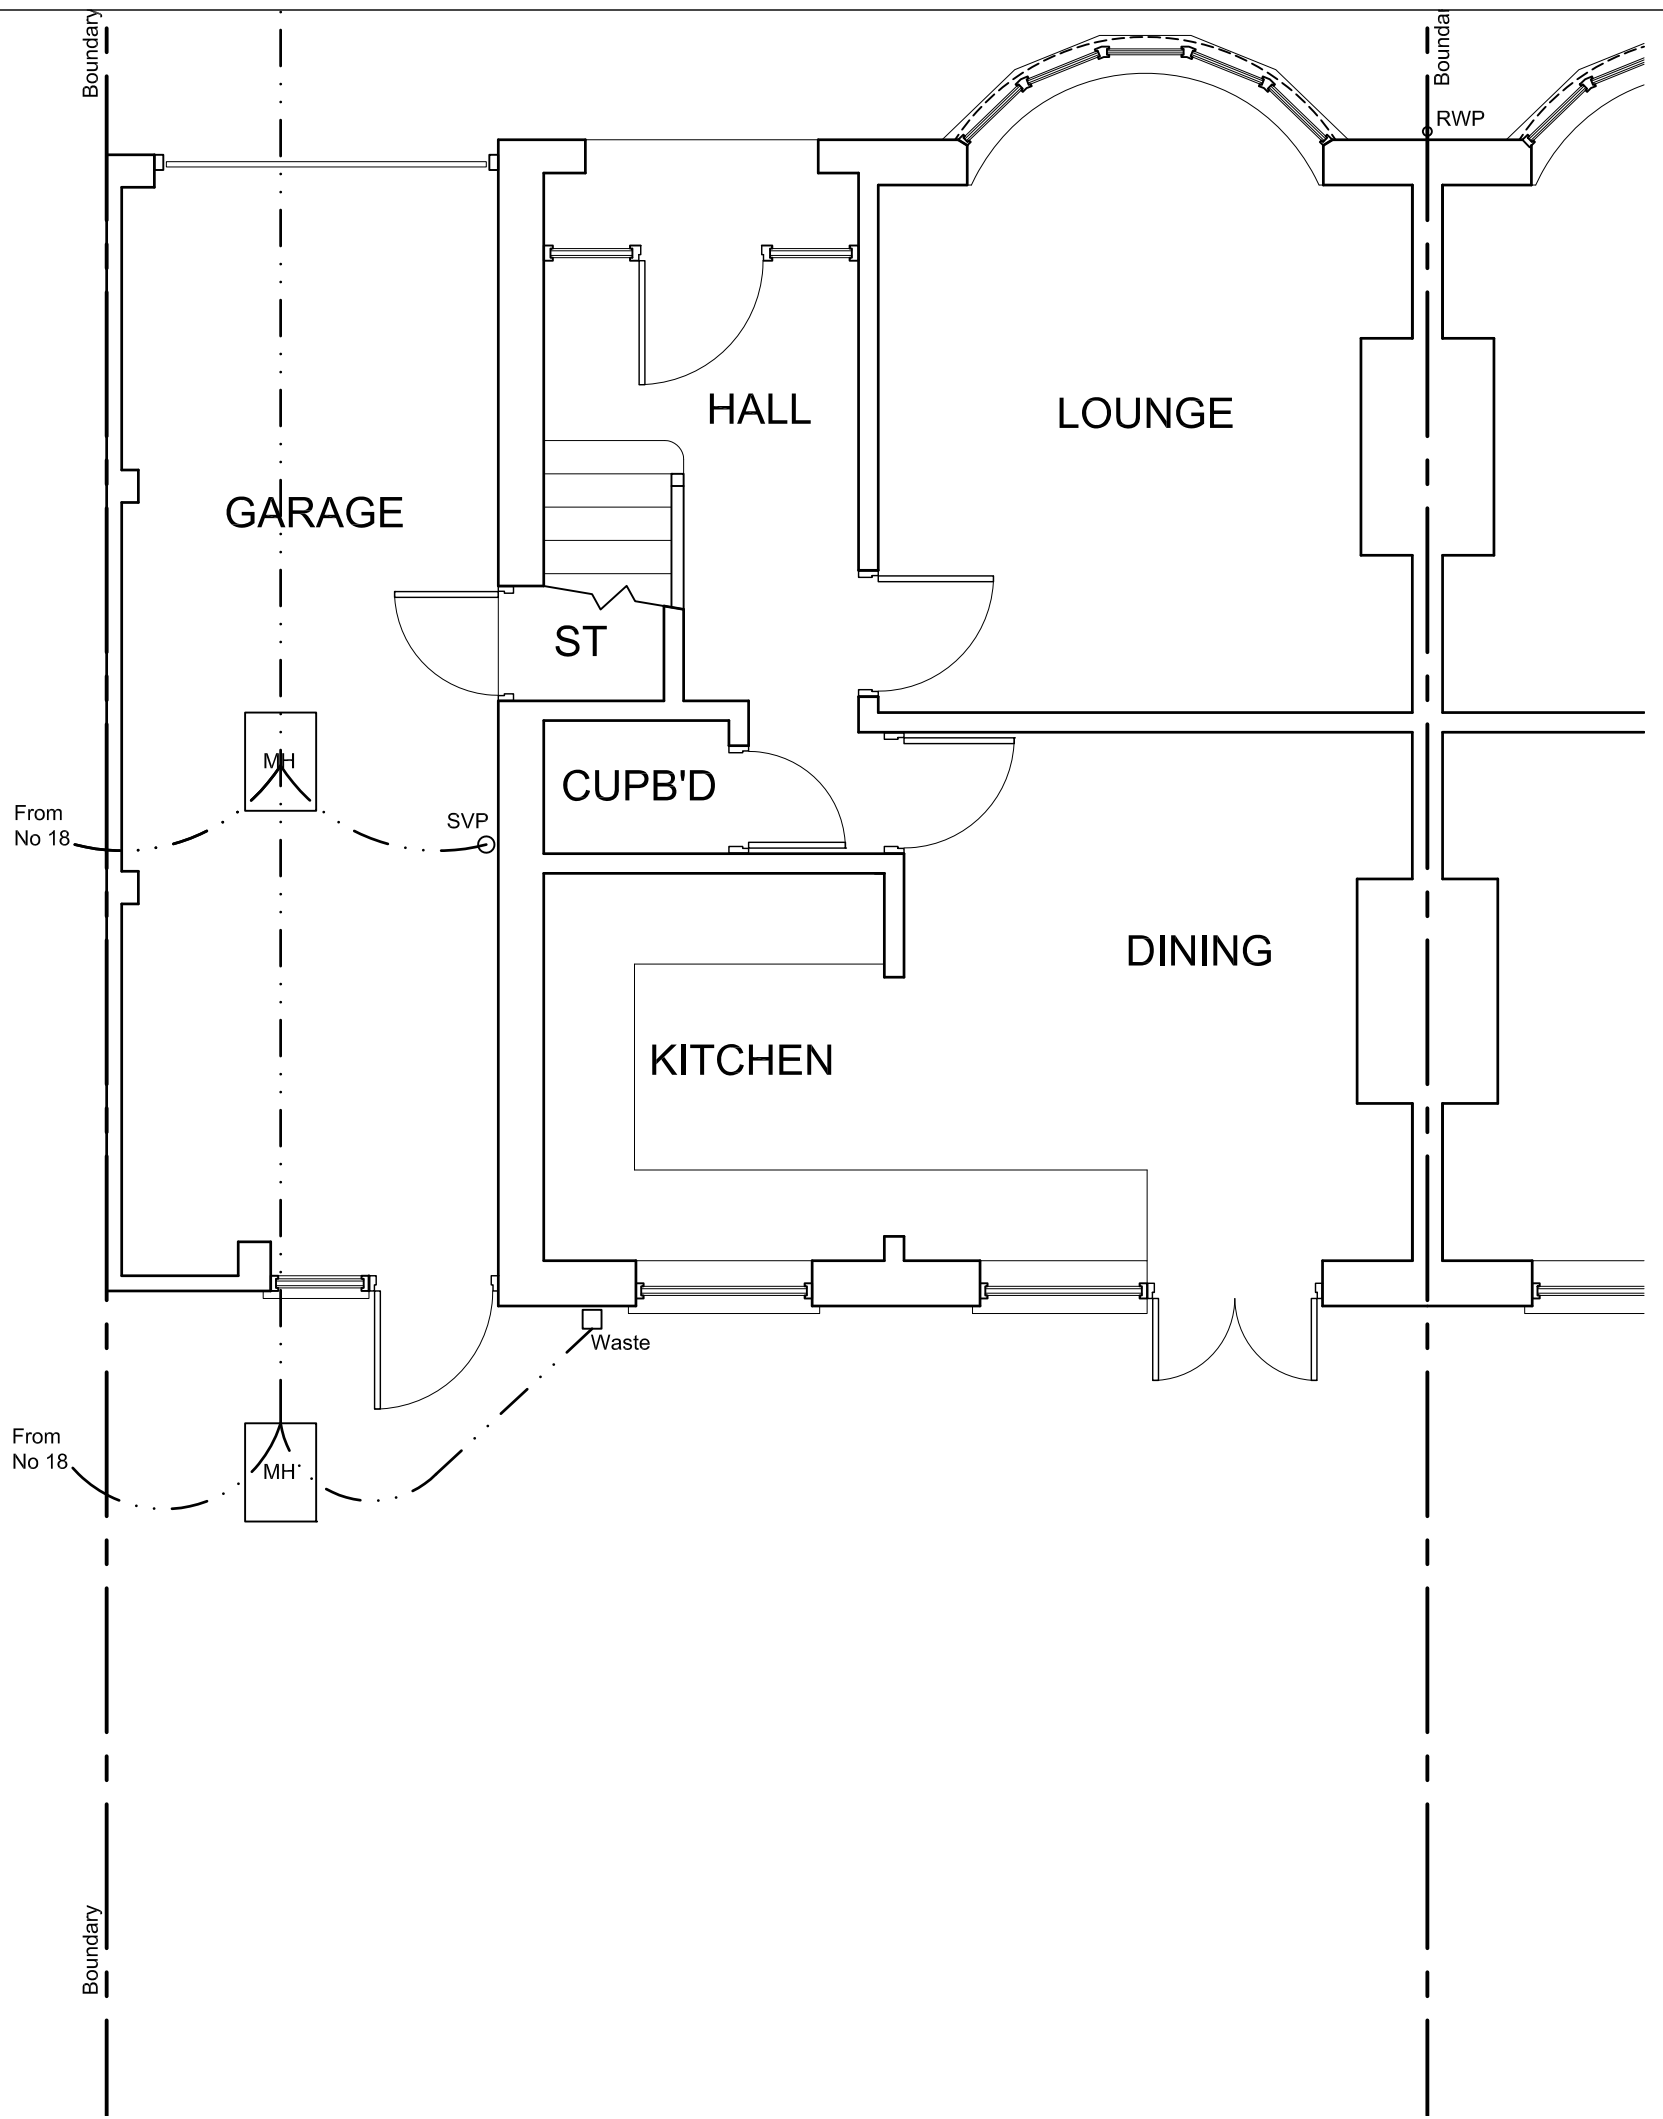 Boundary
Boundar
RWP
HALL
LOUNGE
GARAGE
ST
MH
CUPB'D
From
No 18
SVP
DINING
KITCHEN
Waste
From
No 18
MH
Boundary